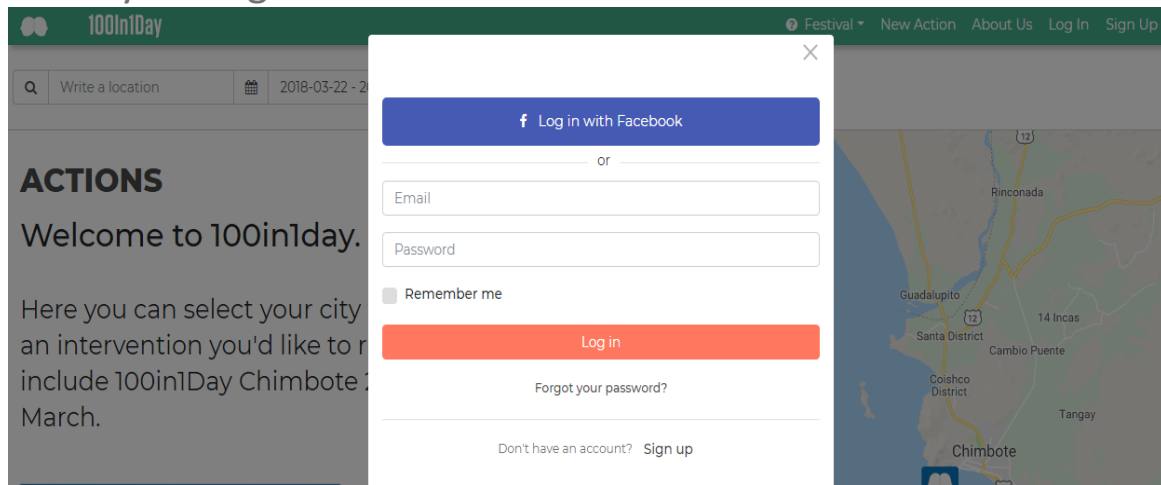 100In1Day
Festival New Action About Us Log In Sign Up
Write a location
2018-03-22 - 2
Log in with Facebook
or
Email
Password
Remember me
Log in
Forgot your password?
Don't have an account? Sign up
ACTIONS
Welcome to 100in1day.
Here you can select your city
an intervention you'd like to r
include 100in1Day Chimbote 2
March.
12
Rinconada
Guadalupito
12
14 Incas
Santa District
Cambio Puente
Coishco
District
Tangay
Chimbote